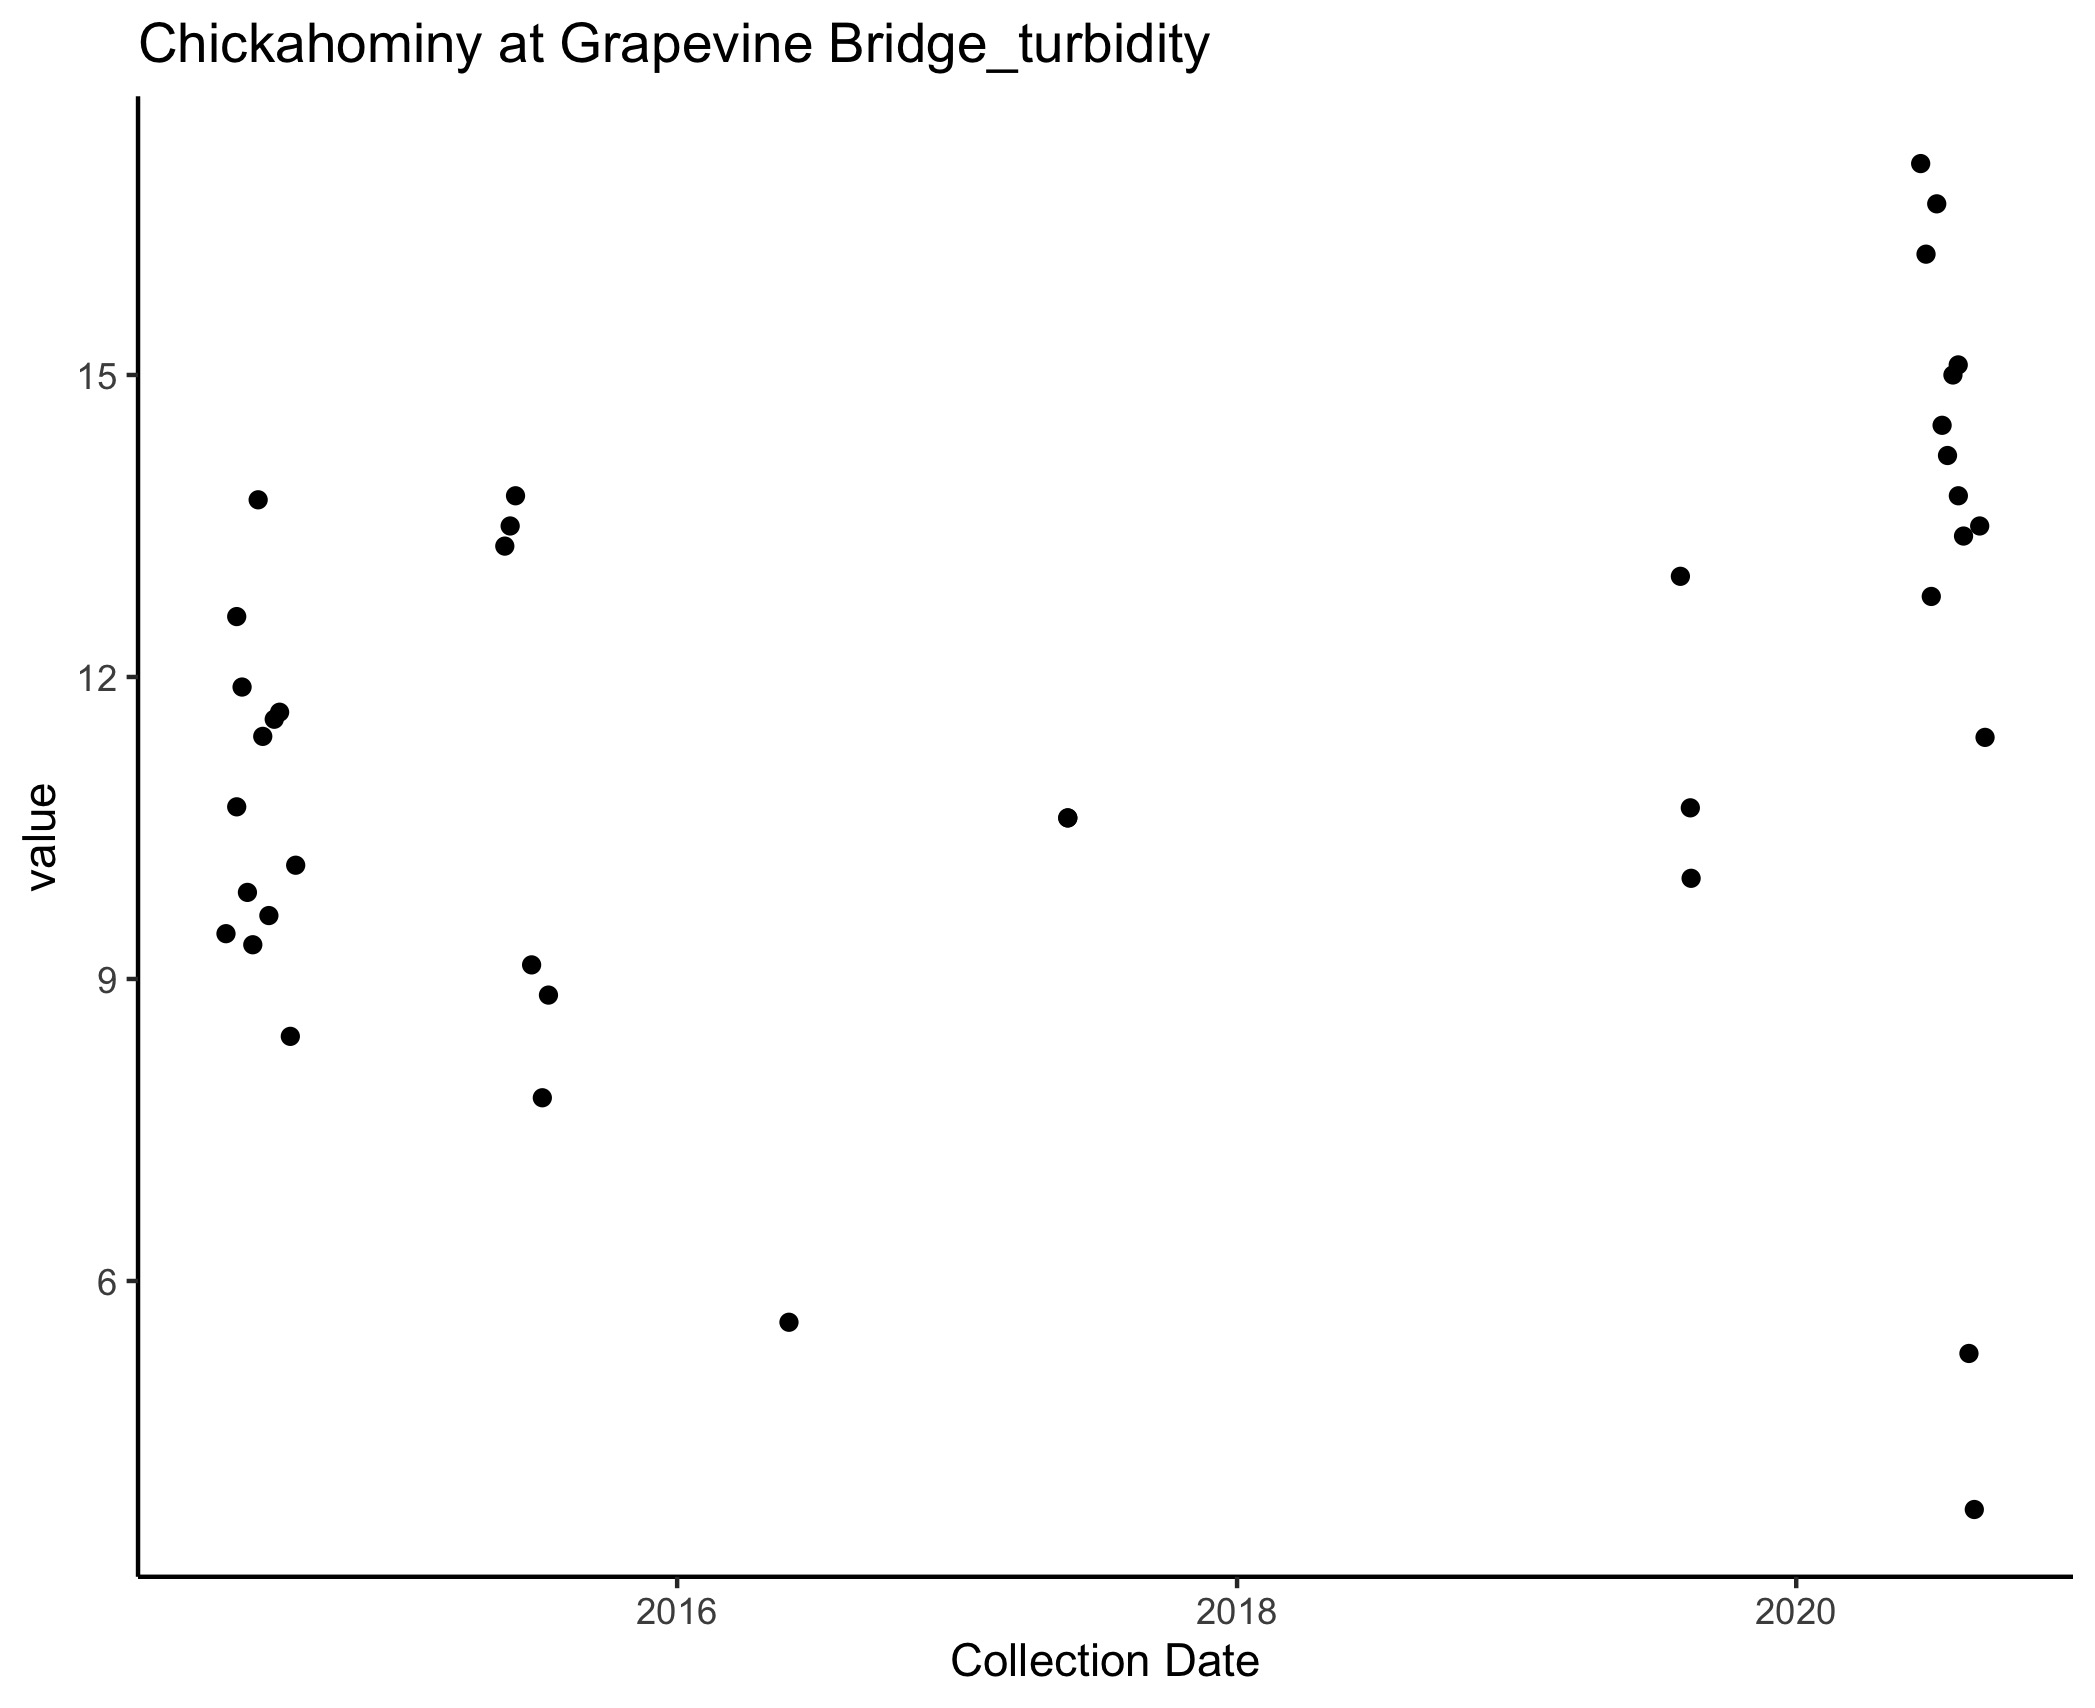 Chickahominy at Grapevine Bridge_turbidity
value
15
12
9
6
2016
2018
2020
Collection Date